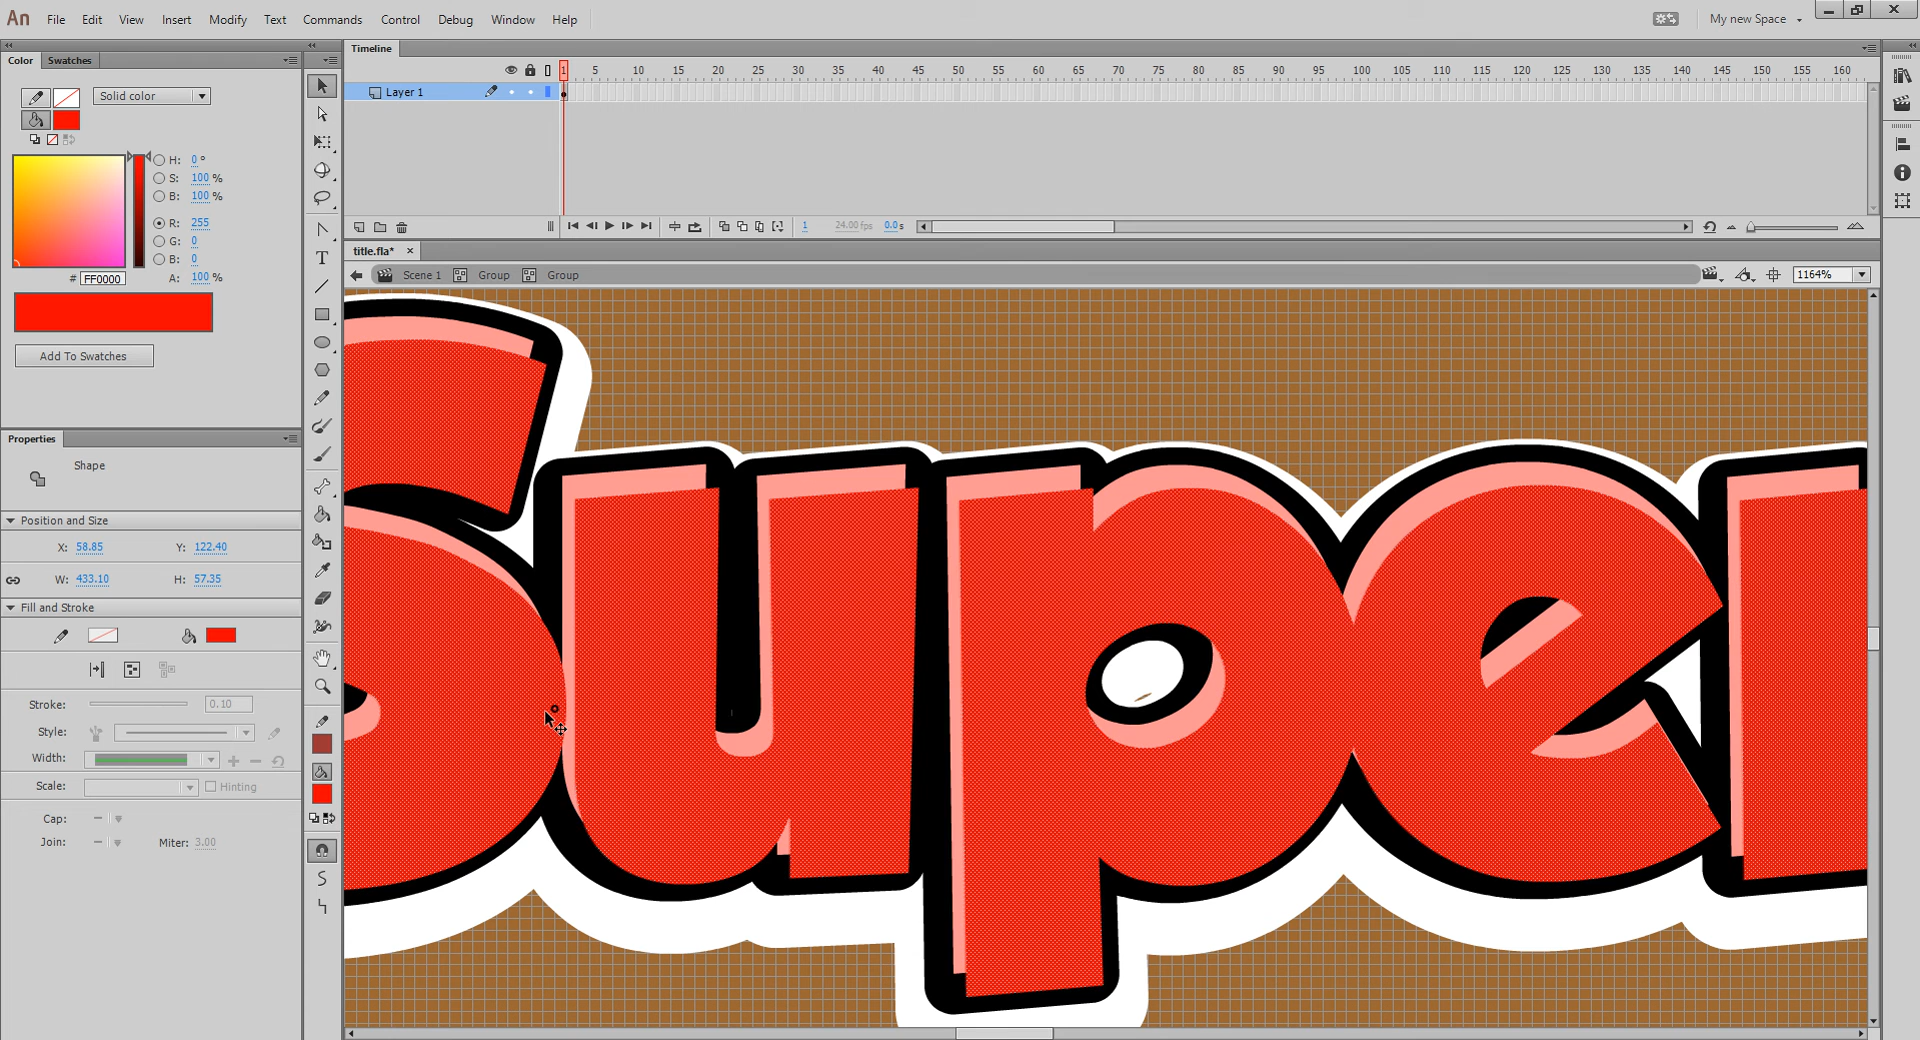 An File Edit View Insert Modify Text Commands Control Debug Window Help My new Space
Color Swatches
Solid color
H: 0 °
S: 100 %
B: 100 %
R: 255
G: 0
B: 0
# FF0000 A: 100 %
Add To Swatches
Properties
Shape
Position and Size
X: 58.85 Y: 122.40
W: 433.10 H: 57.35
Fill and Stroke
Stroke: 0.10
Style:
Width:
Scale: Hinting
Cap:
Join: Miter: 3.00
T
Timeline
1 5 10 15 20 25 30 35 40 45 50 55 60 65 70 75 80 85 90 95 100 105 110 115 120 125 130 135 140 145 150 155 160
Layer 1
1 24.00 fps 0.0 s
title.fla* ×
Scene 1 Group Group 1164%
Super